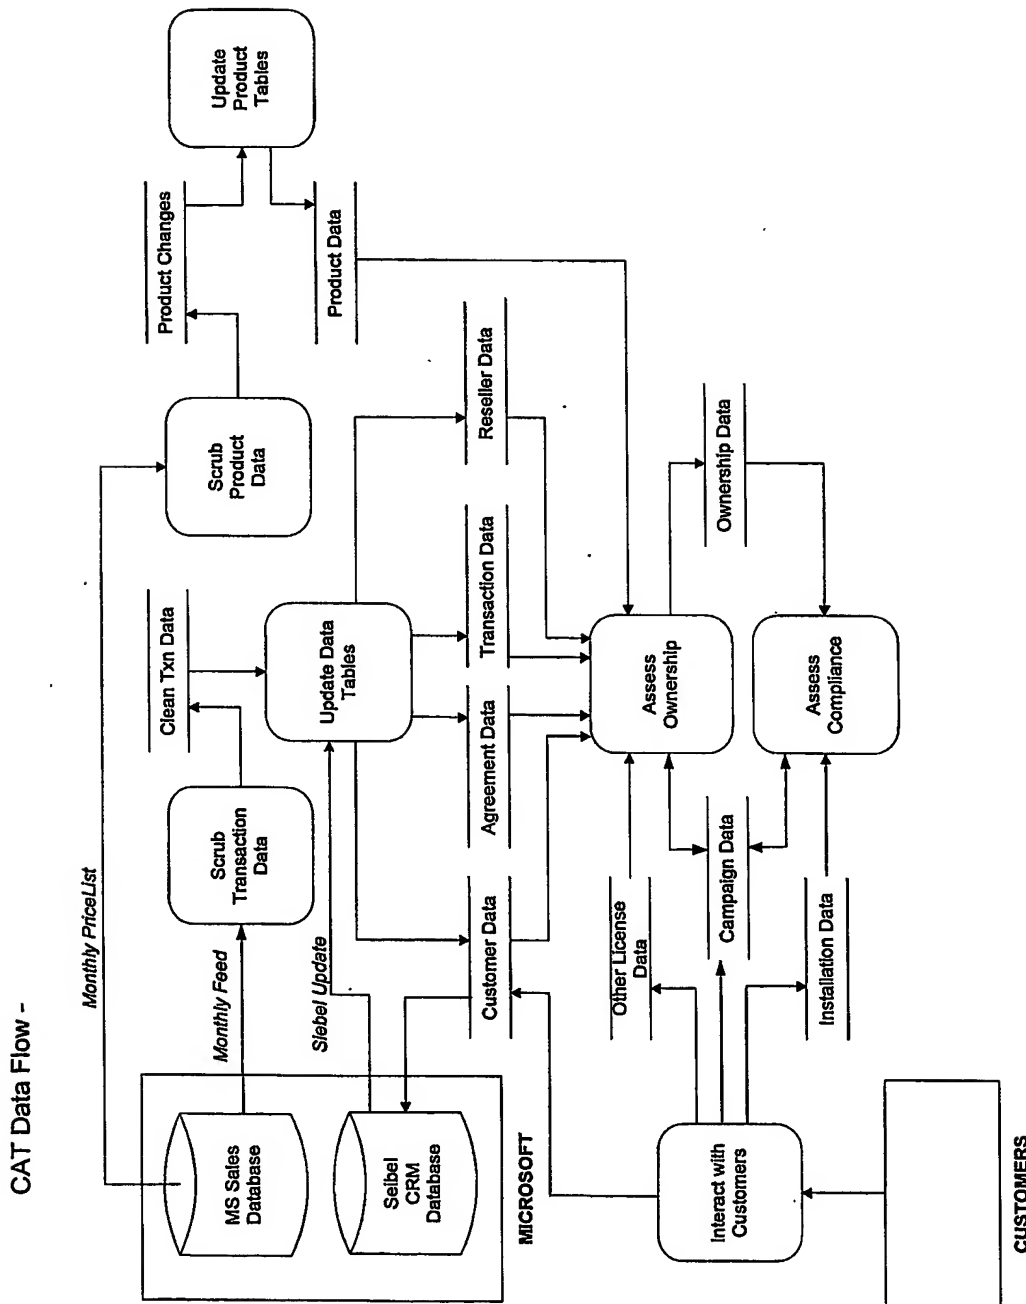 CAT Data Flow -
Monthly PriceList
Monthly Feed
Siebel Update
MS Sales
Database
Seibel
CRM
Database
MICROSOFT
Scrub
Transaction
Data
Clean Txn Data
Scrub
Product
Data
Product Changes
Update
Product
Tables
Product Data
Update Data
Tables
Customer Data
Agreement Data
Transaction Data
Reseller Data
Other License
Data
Campaign Data
Installation Data
Assess
Ownership
Ownership Data
Assess
Compliance
Interact with
Customers
CUSTOMERS